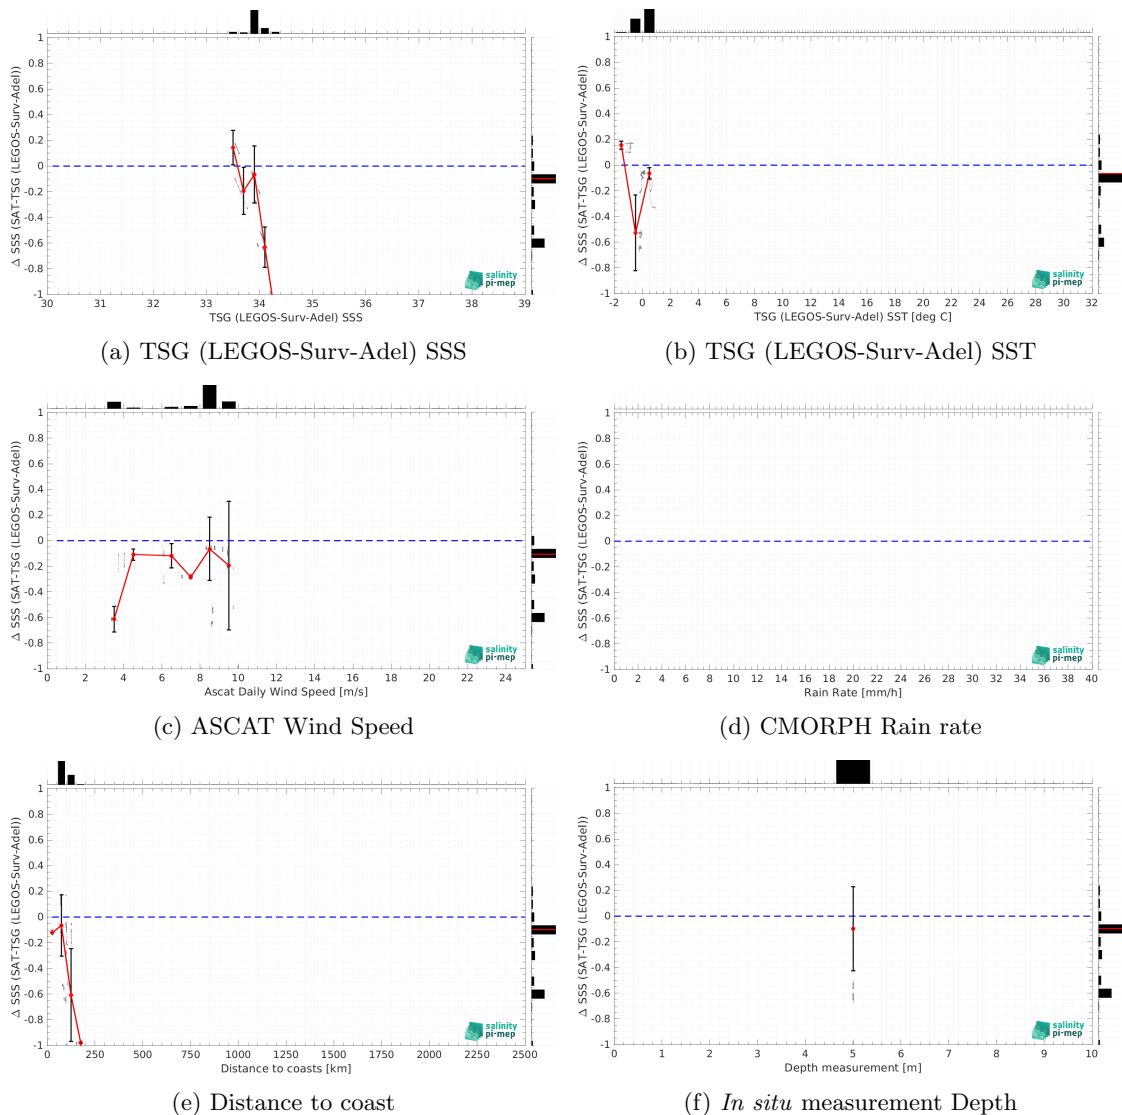 1
0.8
0.6
0.4
0.2
0
-0.2
-0.4
-0.6
-0.8
-1
Δ SSS (SAT-TSG (LEGOS-Surv-Adel))
salinity
pi-mep
30 31 32 33 34 35 36 37 38 39
TSG (LEGOS-Surv-Adel) SSS
(a) TSG (LEGOS-Surv-Adel) SSS
1
0.8
0.6
0.4
0.2
0
-0.2
-0.4
-0.6
-0.8
-1
Δ SSS (SAT-TSG (LEGOS-Surv-Adel))
salinity
pi-mep
-2 0 2 4 6 8 10 12 14 16 18 20 22 24 26 28 30 32
TSG (LEGOS-Surv-Adel) SST [deg C]
(b) TSG (LEGOS-Surv-Adel) SST
1
0.8
0.6
0.4
0.2
0
-0.2
-0.4
-0.6
-0.8
-1
Δ SSS (SAT-TSG (LEGOS-Surv-Adel))
salinity
pi-mep
0 2 4 6 8 10 12 14 16 18 20 22 24
Ascat Daily Wind Speed [m/s]
(c) ASCAT Wind Speed
1
0.8
0.6
0.4
0.2
0
-0.2
-0.4
-0.6
-0.8
-1
Δ SSS (SAT-TSG (LEGOS-Surv-Adel))
salinity
pi-mep
0 2 4 6 8 10 12 14 16 18 20 22 24 26 28 30 32 34 36 38 40
Rain Rate [mm/h]
(d) CMORPH Rain rate
1
0.8
0.6
0.4
0.2
0
-0.2
-0.4
-0.6
-0.8
-1
Δ SSS (SAT-TSG (LEGOS-Surv-Adel))
salinity
pi-mep
0 250 500 750 1000 1250 1500 1750 2000 2250 2500
Distance to coasts [km]
(e) Distance to coast
1
0.8
0.6
0.4
0.2
0
-0.2
-0.4
-0.6
-0.8
-1
Δ SSS (SAT-TSG (LEGOS-Surv-Adel))
salinity
pi-mep
0 1 2 3 4 5 6 7 8 9 10
Depth measurement [m]
(f) In situ measurement Depth